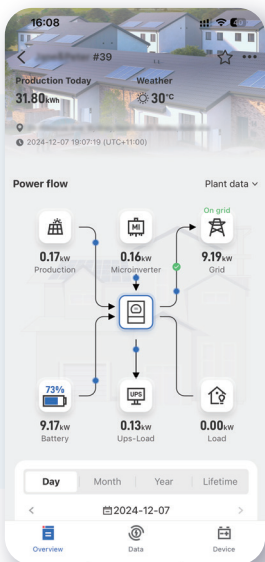 16:08
#39
Production Today
Weather
31.80kWh
30°C
2024-12-07 19:07:19 (UTC+11:00)
Power flow
Plant data
On grid
MI
0.17kW
0.16kW
9.19kW
Production
Microinverter
Grid
73%
UPS
9.17kW
0.13kW
0.00kW
Battery
Ups-Load
Load
Day
Month
Year
Lifetime
2024-12-07
Overview
Data
Device